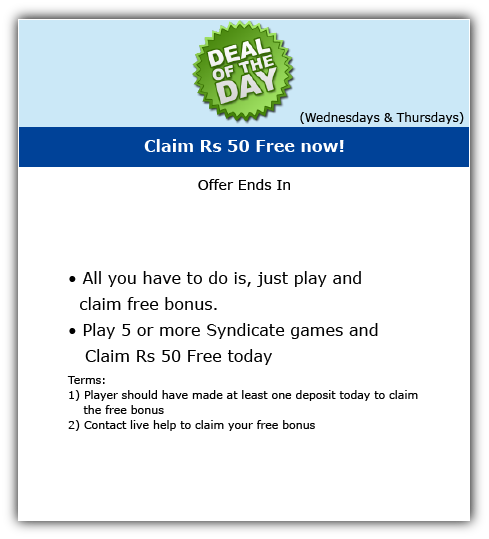 DEAL
OF THE
DAY
(Wednesdays & Thursdays)
Claim Rs 50 Free now!
Offer Ends In
• All you have to do is, just play and
claim free bonus.
• Play 5 or more Syndicate games and
Claim Rs 50 Free today
Terms:
1) Player should have made at least one deposit today to claim
the free bonus
2) Contact live help to claim your free bonus